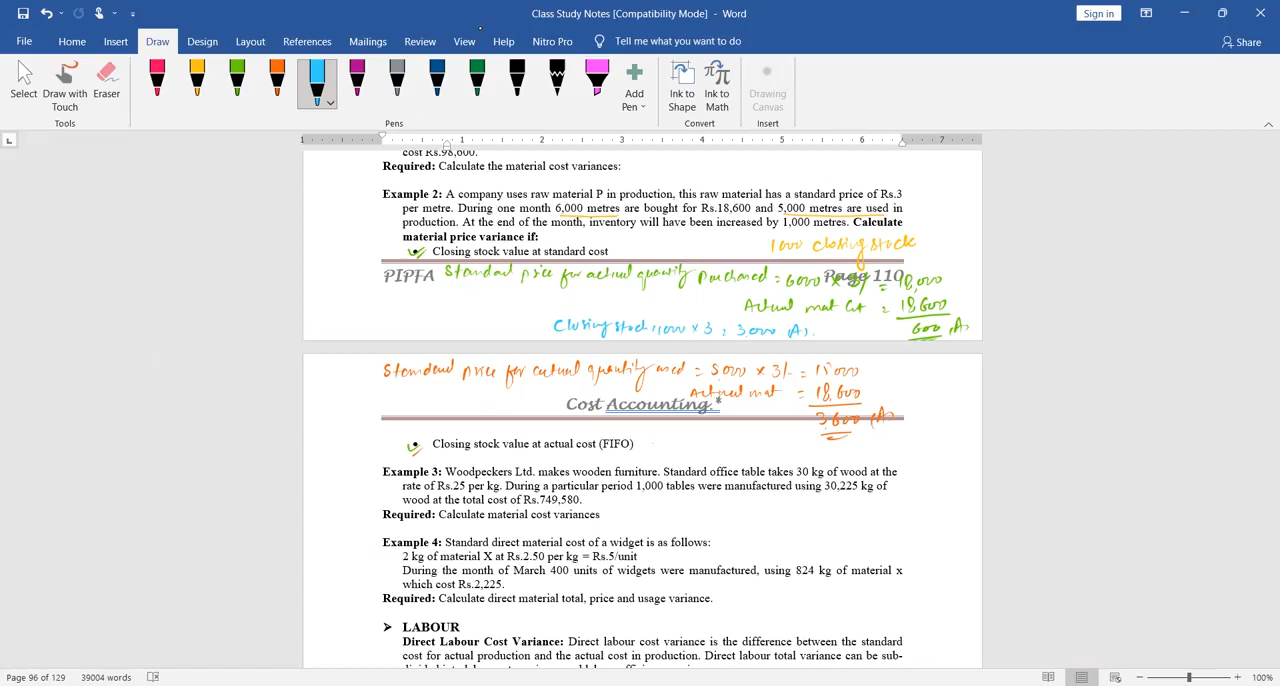 Class Study Notes [Compatibility Mode] - Word
Sign in
File Home Insert Draw Design Layout References Mailings Review View Help Nitro Pro Tell me what you want to do Share
Select Draw with Touch Eraser Add Pen Ink to Shape Ink to Math Drawing Canvas
Tools Pens Convert Insert
1 1 2 3 4 5 6 7
cost Rs.98,600.
Required: Calculate the material cost variances:
Example 2: A company uses raw material P in production, this raw material has a standard price of Rs.3
per metre. During one month 6,000 metres are bought for Rs.18,600 and 5,000 metres are used in
production. At the end of the month, inventory will have been increased by 1,000 metres. Calculate
material price variance if:
1000 closing stock
• Closing stock value at standard cost
PIPFA Page 110
Standard price for actual quantity purchased = 6000 × 3/- = 18,000
Actual mat = 18,600
600 (A)
Closing stock 1,000 × 3 = 3,000 (A).
Standard price for actual quantity used = 5000 × 3/- = 15000
Actual mat = 18,600
Cost Accounting.*
3,600 (A)
• Closing stock value at actual cost (FIFO)
Example 3: Woodpeckers Ltd. makes wooden furniture. Standard office table takes 30 kg of wood at the
rate of Rs.25 per kg. During a particular period 1,000 tables were manufactured using 30,225 kg of
wood at the total cost of Rs.749,580.
Required: Calculate material cost variances
Example 4: Standard direct material cost of a widget is as follows:
2 kg of material X at Rs.2.50 per kg = Rs.5/unit
During the month of March 400 units of widgets were manufactured, using 824 kg of material x
which cost Rs.2,225.
Required: Calculate direct material total, price and usage variance.
➤ LABOUR
Direct Labour Cost Variance: Direct labour cost variance is the difference between the standard
cost for actual production and the actual cost in production. Direct labour total variance can be sub-
Page 96 of 129 39004 words 100%